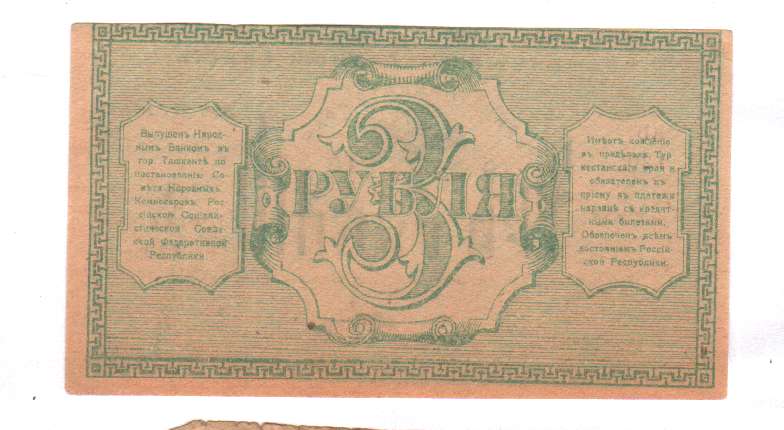 Выпущенъ Народ-
нымъ Банкомъ въ
гор. Ташкентѣ по
постановленію Со-
вѣта Народныхъ
Комиссаровъ Рос-
сійской Социали-
стической Совѣт-
ской Федеративной
Республики
3
РУБЛЯ
Имѣетъ хожденіе
въ предѣлахъ Тур-
кестанскаго края и
обязателенъ къ
пріему въ платежи
наравнѣ съ кредит-
ными билетами.
Обезпеченъ всѣмъ
достояніемъ Россій-
ской Республики.